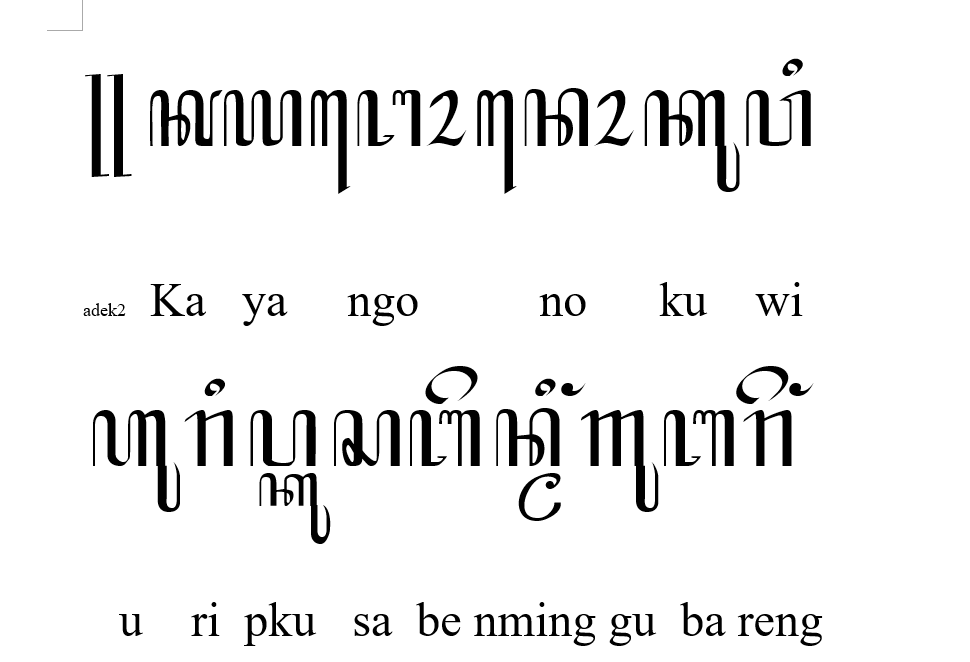 ꧋ꦏꦪꦔꦺꦴꦤꦺꦴꦏꦸꦮꦶ
adek2 Ka ya ngo no ku wi
ꦲꦸꦫꦶꦥ꧀ꦏꦸꦱꦧꦼꦤ꧀ꦩꦶꦁꦒꦸꦧꦫꦼꦁ
u ri pku sa be nming gu ba reng